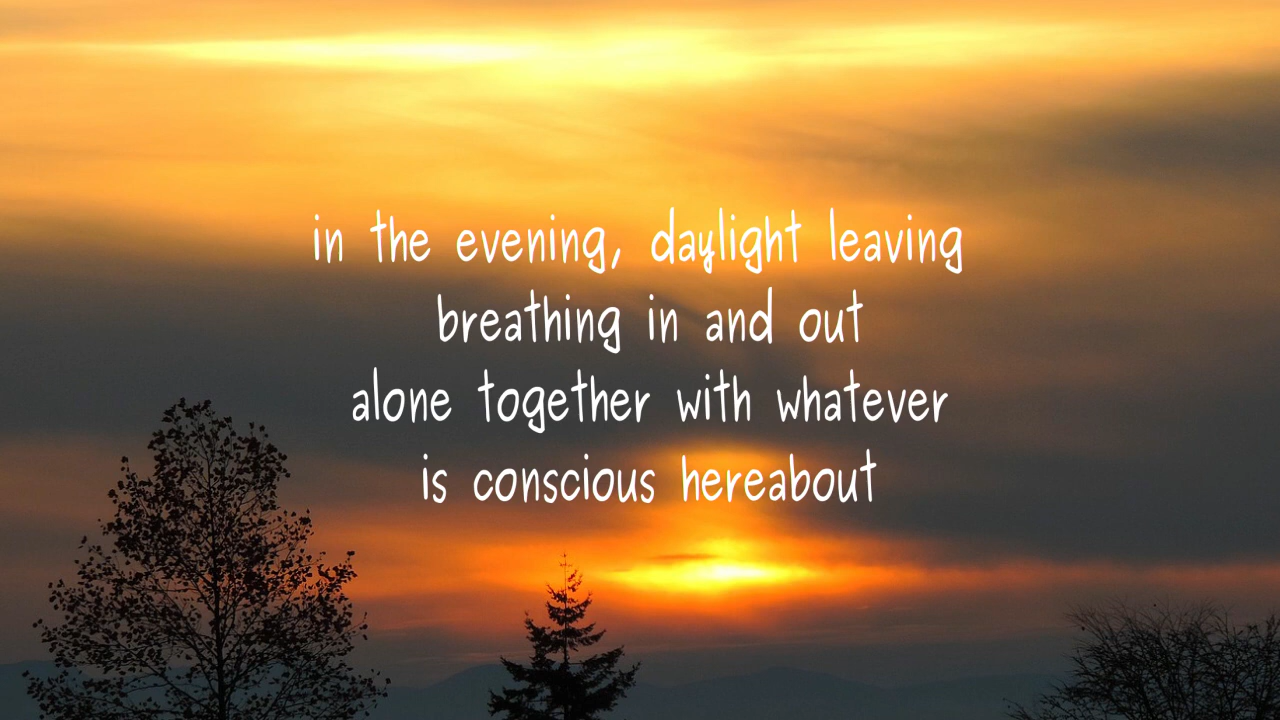 in the evening, daylight leaving
breathing in and out
alone together with whatever
is conscious hereabout